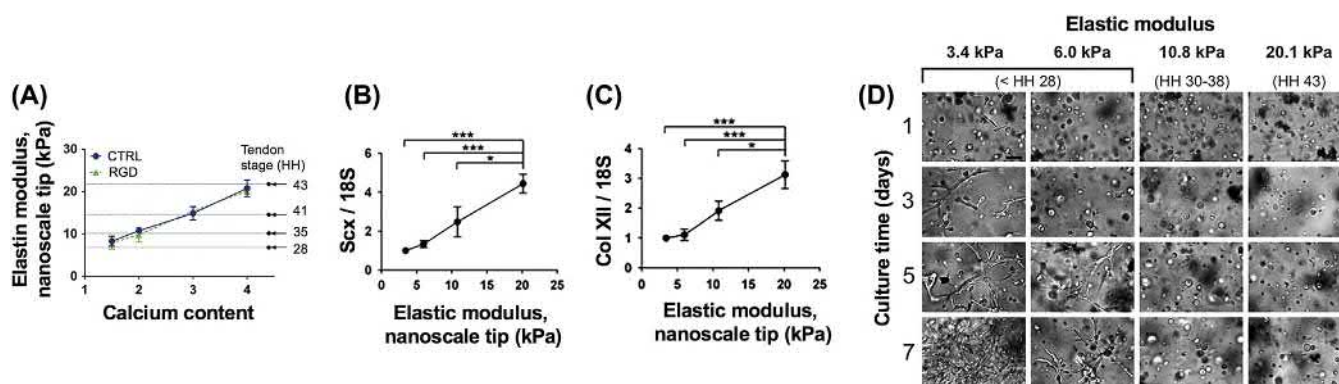 (A)
Elastin modulus,
nanoscale tip (kPa)
30
20
10
0
CTRL
RGD
Tendon
stage (HH)
43
41
35
28
1
2
3
4
Calcium content
(B)
Scx / 18S
6
4
2
0
***
***
*
0
5
10
15
20
25
Elastic modulus,
nanoscale tip (kPa)
(C)
Col XII / 18S
4
3
2
1
0
***
***
*
0
5
10
15
20
25
Elastic modulus,
nanoscale tip (kPa)
(D)
Elastic modulus
3.4 kPa
6.0 kPa
10.8 kPa
20.1 kPa
(< HH 28)
(HH 30-38)
(HH 43)
Culture time (days)
1
3
5
7